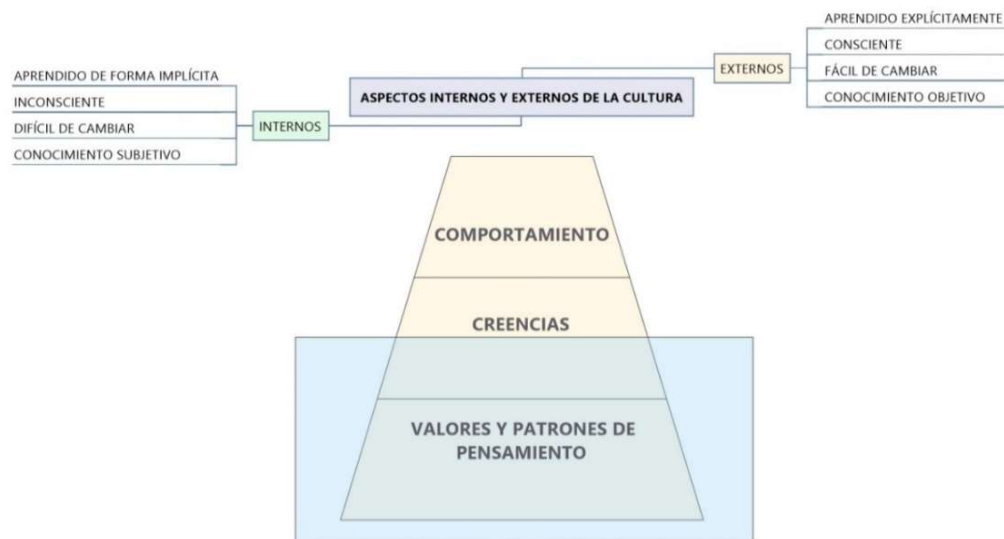 ASPECTOS INTERNOS Y EXTERNOS DE LA CULTURA
EXTERNOS
APRENDIDO EXPLÍCITAMENTE
CONSCIENTE
FÁCIL DE CAMBIAR
CONOCIMIENTO OBJETIVO
INTERNOS
APRENDIDO DE FORMA IMPLÍCITA
INCONSCIENTE
DIFÍCIL DE CAMBIAR
CONOCIMIENTO SUBJETIVO
COMPORTAMIENTO
CREENCIAS
VALORES Y PATRONES DE
PENSAMIENTO